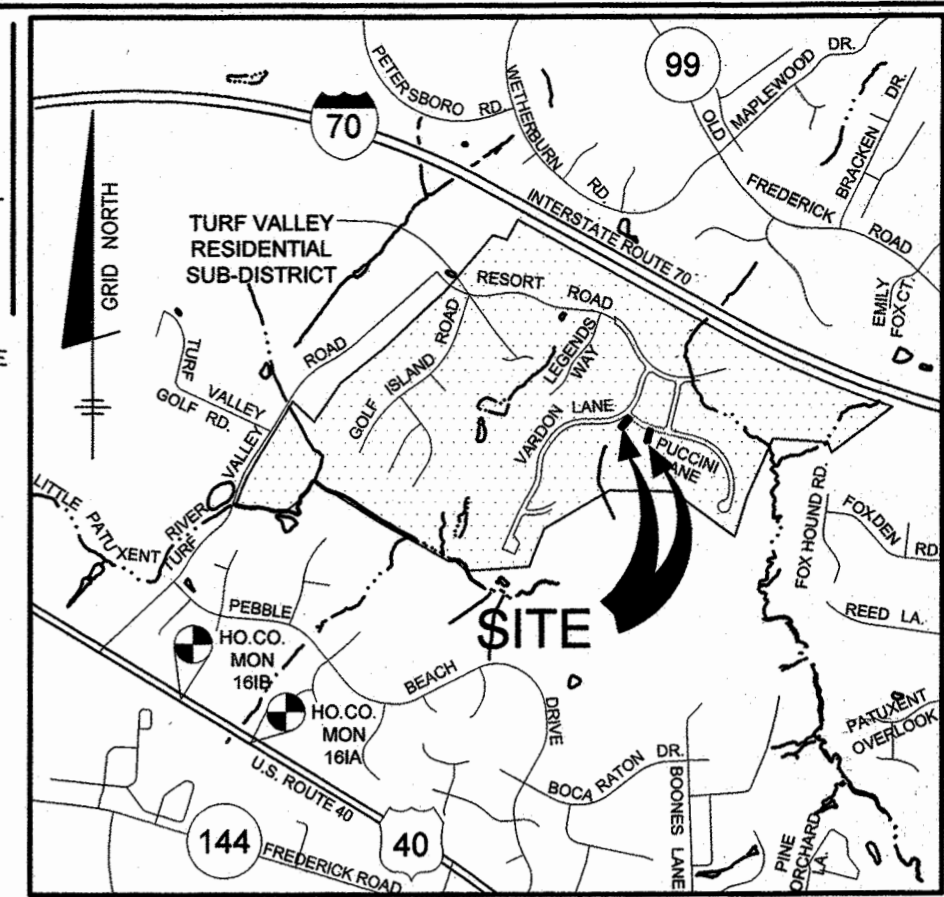 PETERSBORO RD.
WETHERBURN RD.
99
OLD FREDERICK ROAD
MAPLEWOOD DR.
BRACKEN DR.
70
INTERSTATE ROUTE 70
GRID NORTH
TURF VALLEY
RESIDENTIAL
SUB-DISTRICT
RESORT ROAD
EMILY
FOX CT.
TURF VALLEY ROAD
GOLF ISLAND ROAD
LEGENDS
WAY
TURF
VALLEY
GOLF RD.
VARDON LANE
PUCCINI
LANE
LITTLE PATUXENT RIVER
FOX HOUND RD.
FOXDEN RD
REED LA.
SITE
PEBBLE BEACH DRIVE
HO.CO.
MON
16IB
HO.CO.
MON
16IA
PATUXENT
OVERLOOK
BOCA RATON DR.
BOONES LANE
U.S. ROUTE 40
PINE
ORCHARD
LA.
144
FREDERICK ROAD
40